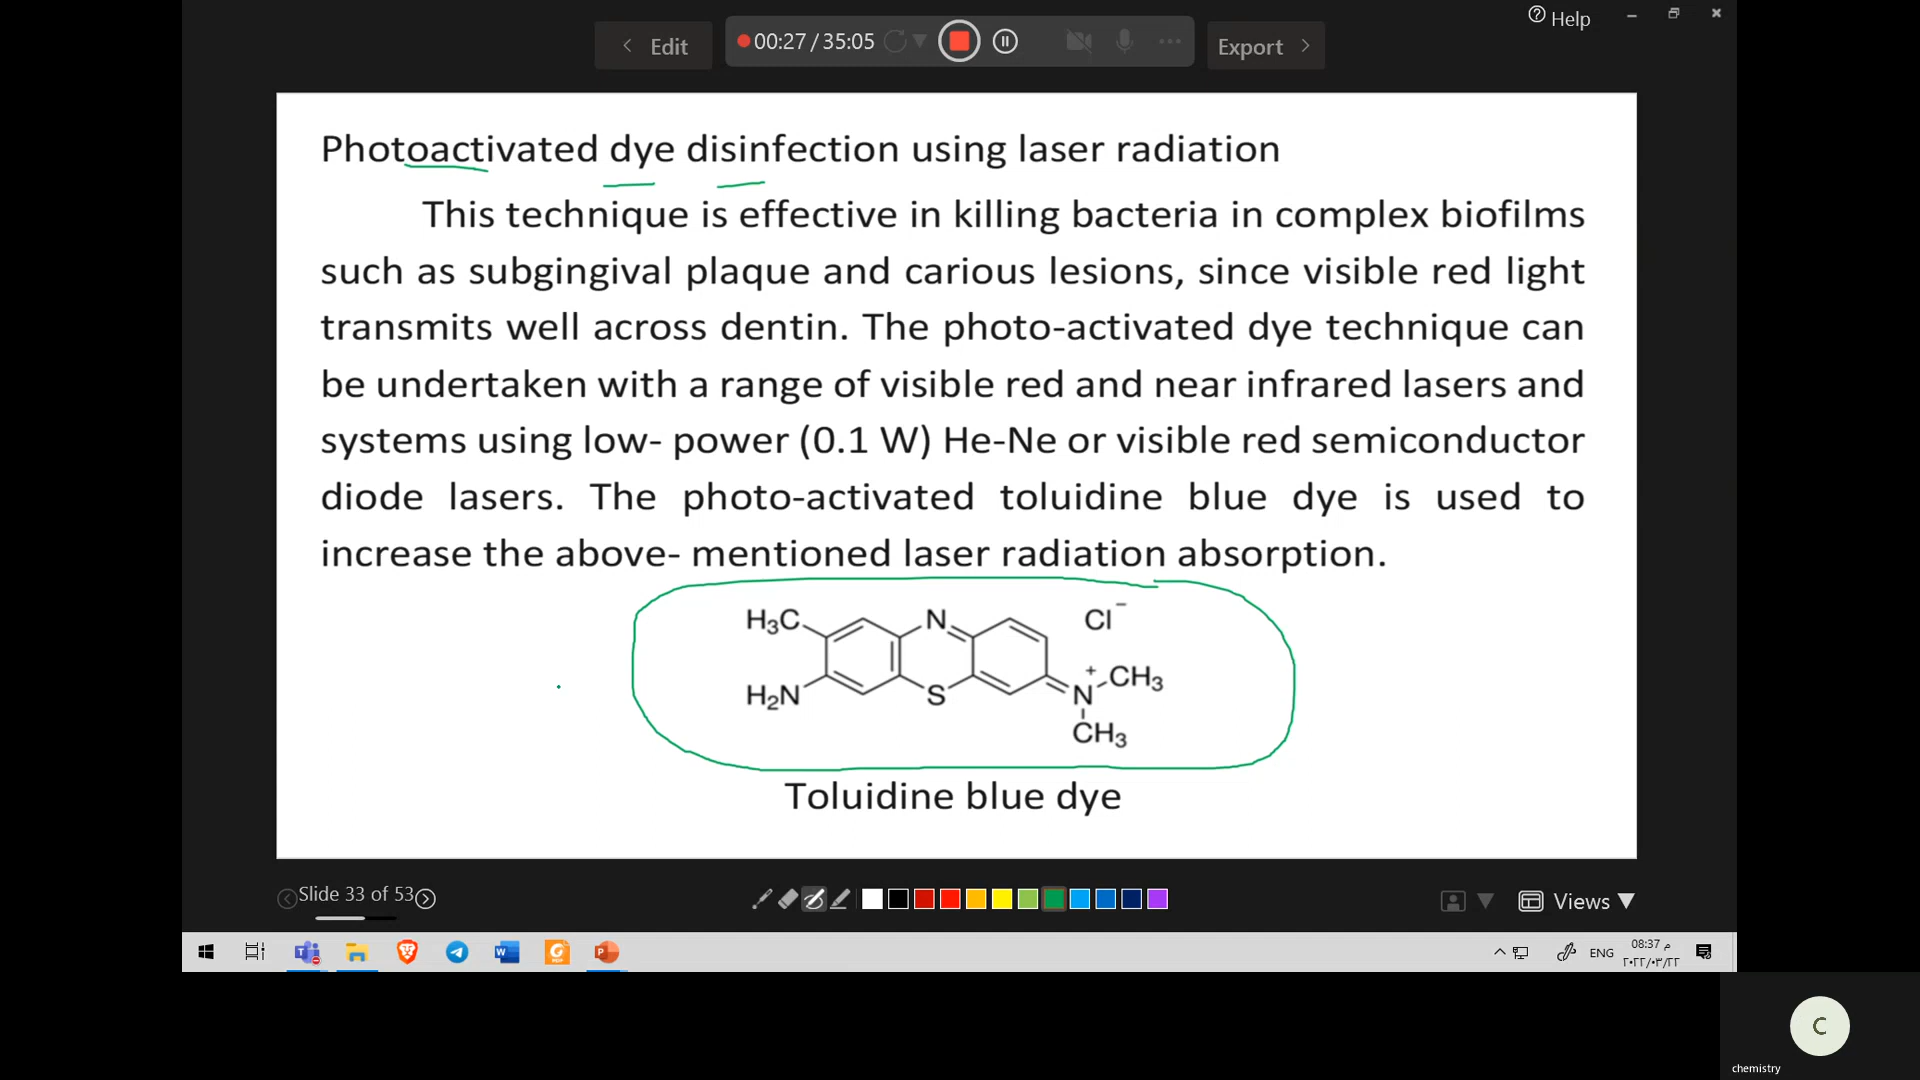 Help
Edit
00:27 / 35:05
Export
Photoactivated dye disinfection using laser radiation
This technique is effective in killing bacteria in complex biofilms
such as subgingival plaque and carious lesions, since visible red light
transmits well across dentin. The photo-activated dye technique can
be undertaken with a range of visible red and near infrared lasers and
systems using low- power (0.1 W) He-Ne or visible red semiconductor
diode lasers. The photo-activated toluidine blue dye is used to
increase the above- mentioned laser radiation absorption.
H₃C N Cl⁻
H₂N S N⁺ CH₃
CH₃
Toluidine blue dye
Slide 33 of 53
Views
ENG
08:37 م
٢٠٢٢/٠٣/٢٢
C
chemistry